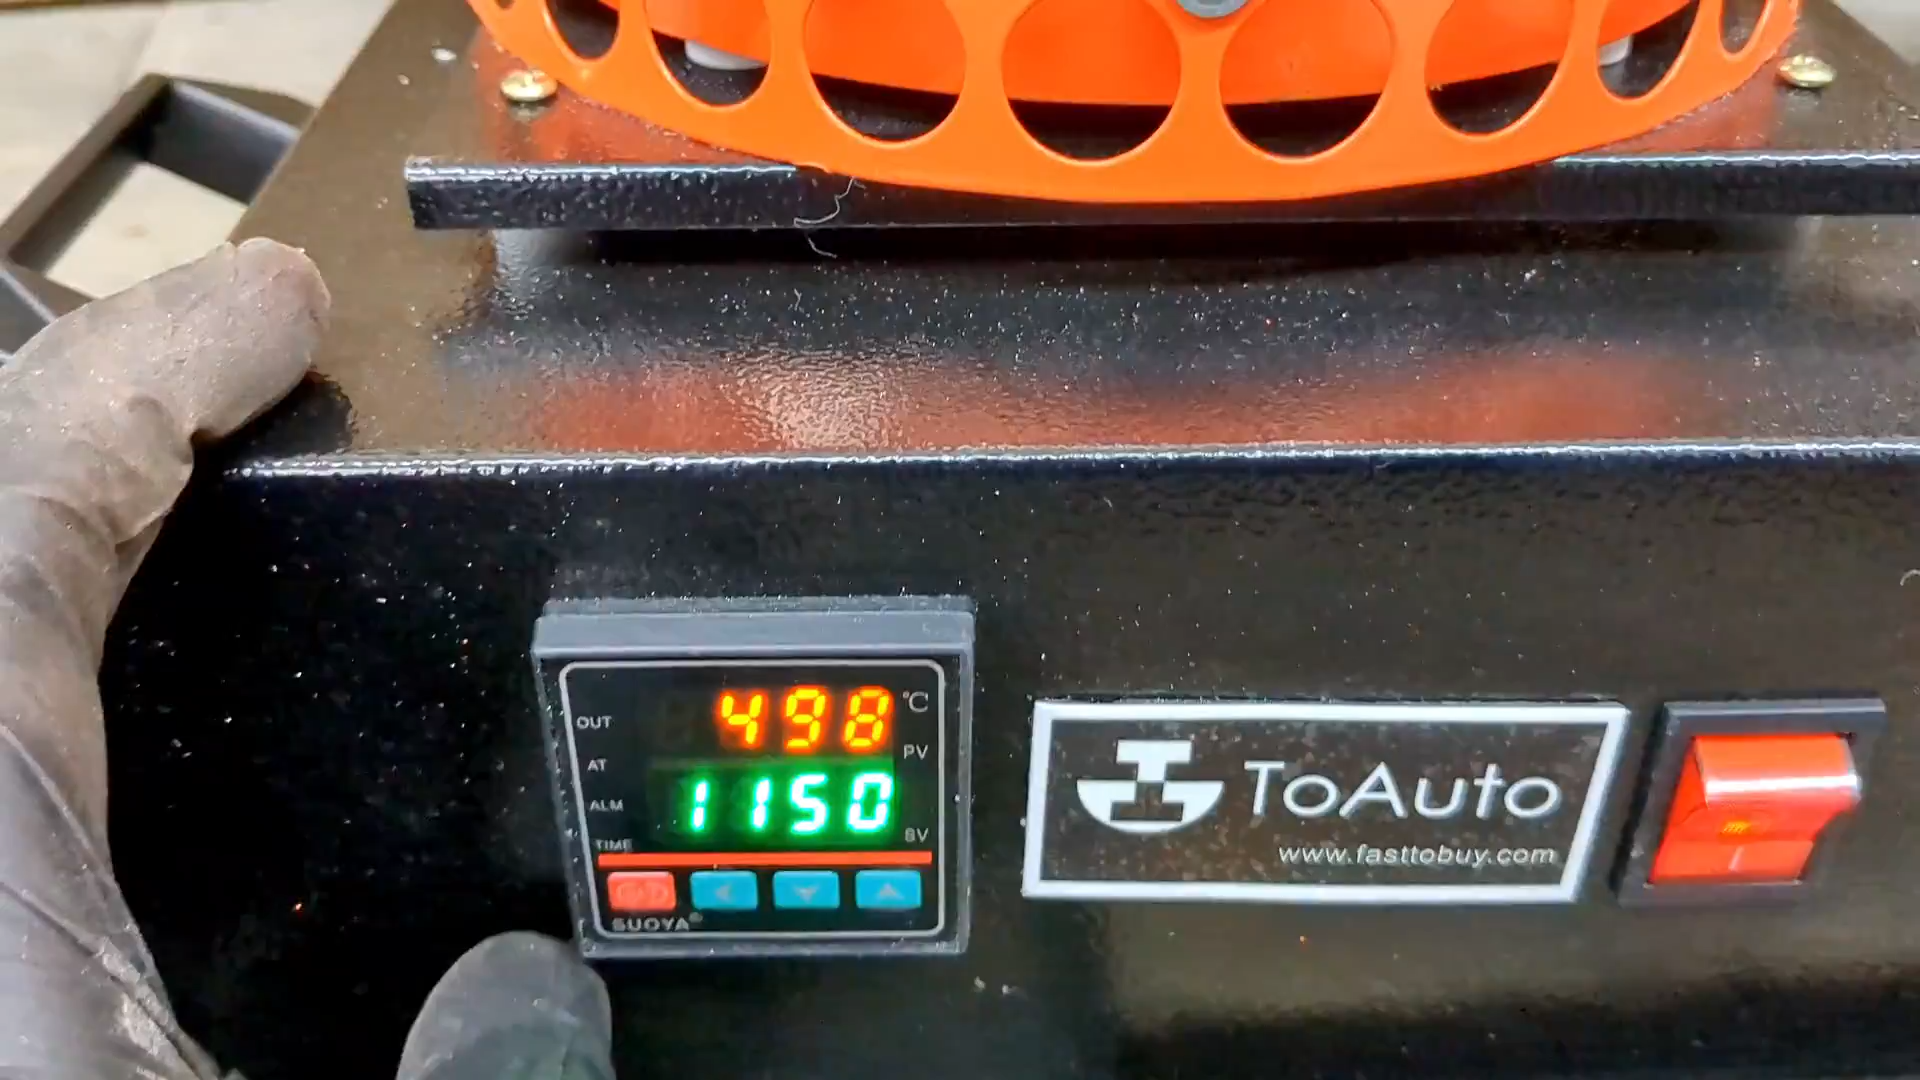 498 °C
OUT
PV
AT
1150
ALM
SV
TIME
SUOYA®
ToAuto
www.fasttobuy.com